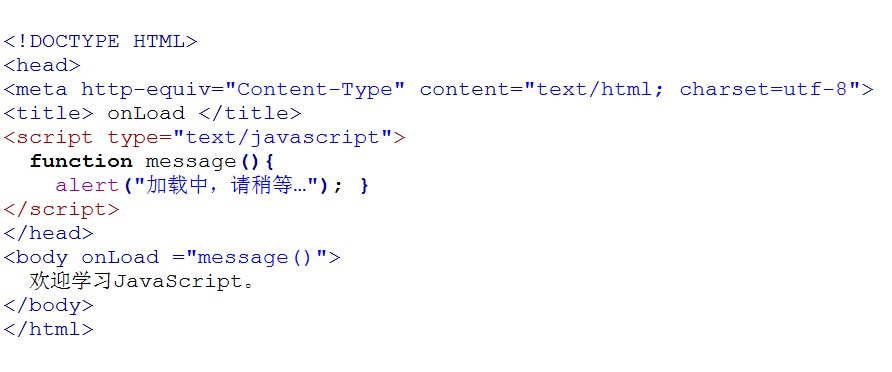 <!DOCTYPE HTML>
<head>
<meta http-equiv="Content-Type" content="text/html; charset=utf-8">
<title> onLoad </title>
<script type="text/javascript">
  function message(){
    alert("加载中，请稍等…"); }
</script>
</head>
<body onLoad ="message()">
  欢迎学习JavaScript。
</body>
</html>